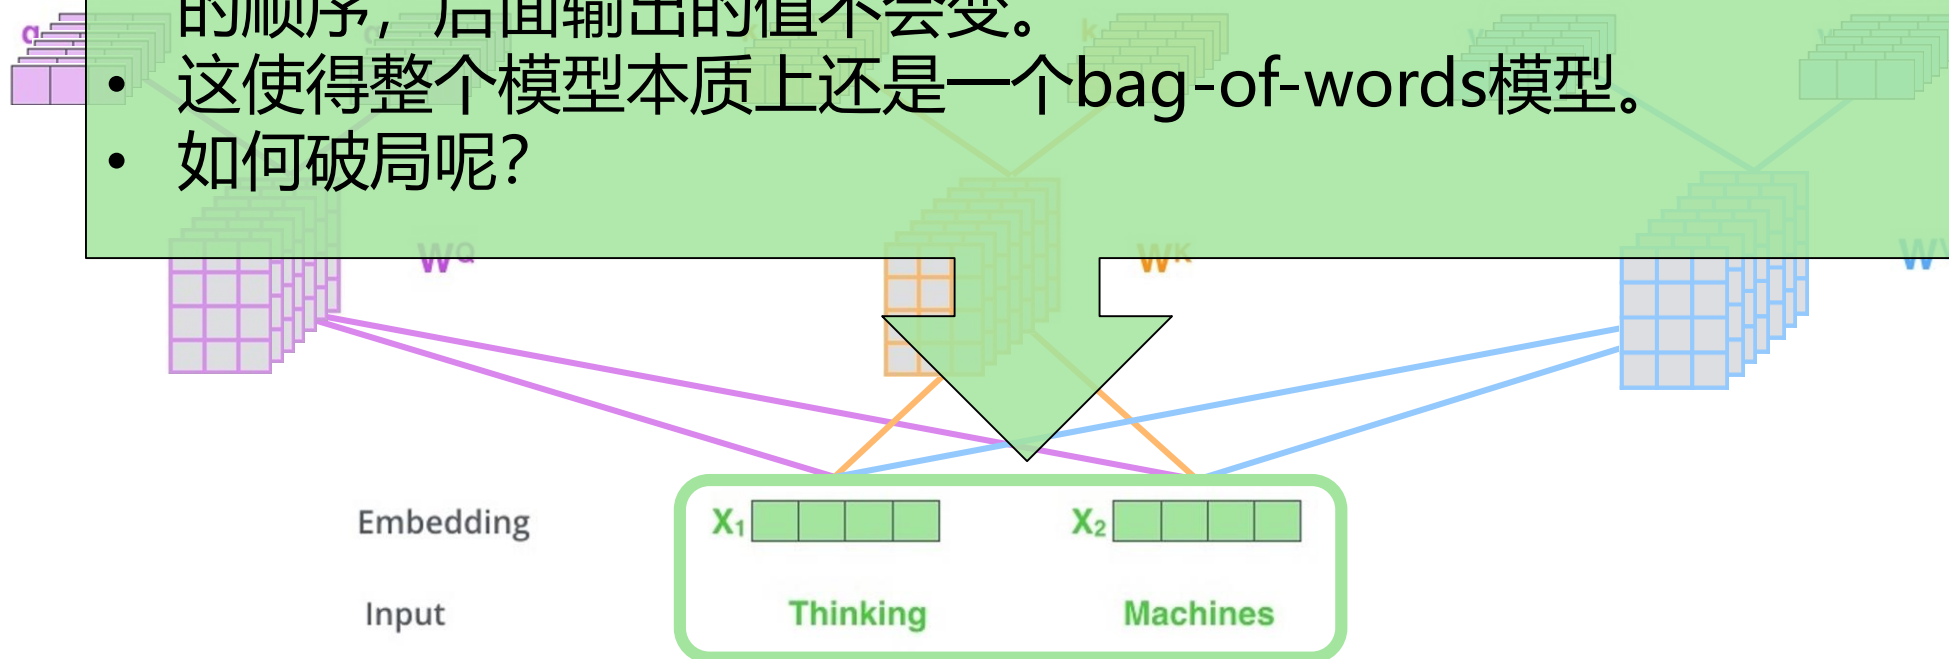 的顺序，后面输出的值不会变。
• 这使得整个模型本质上还是一个bag-of-words模型。
• 如何破局呢？
W^Q W^K
Embedding X₁ X₂
Input Thinking Machines